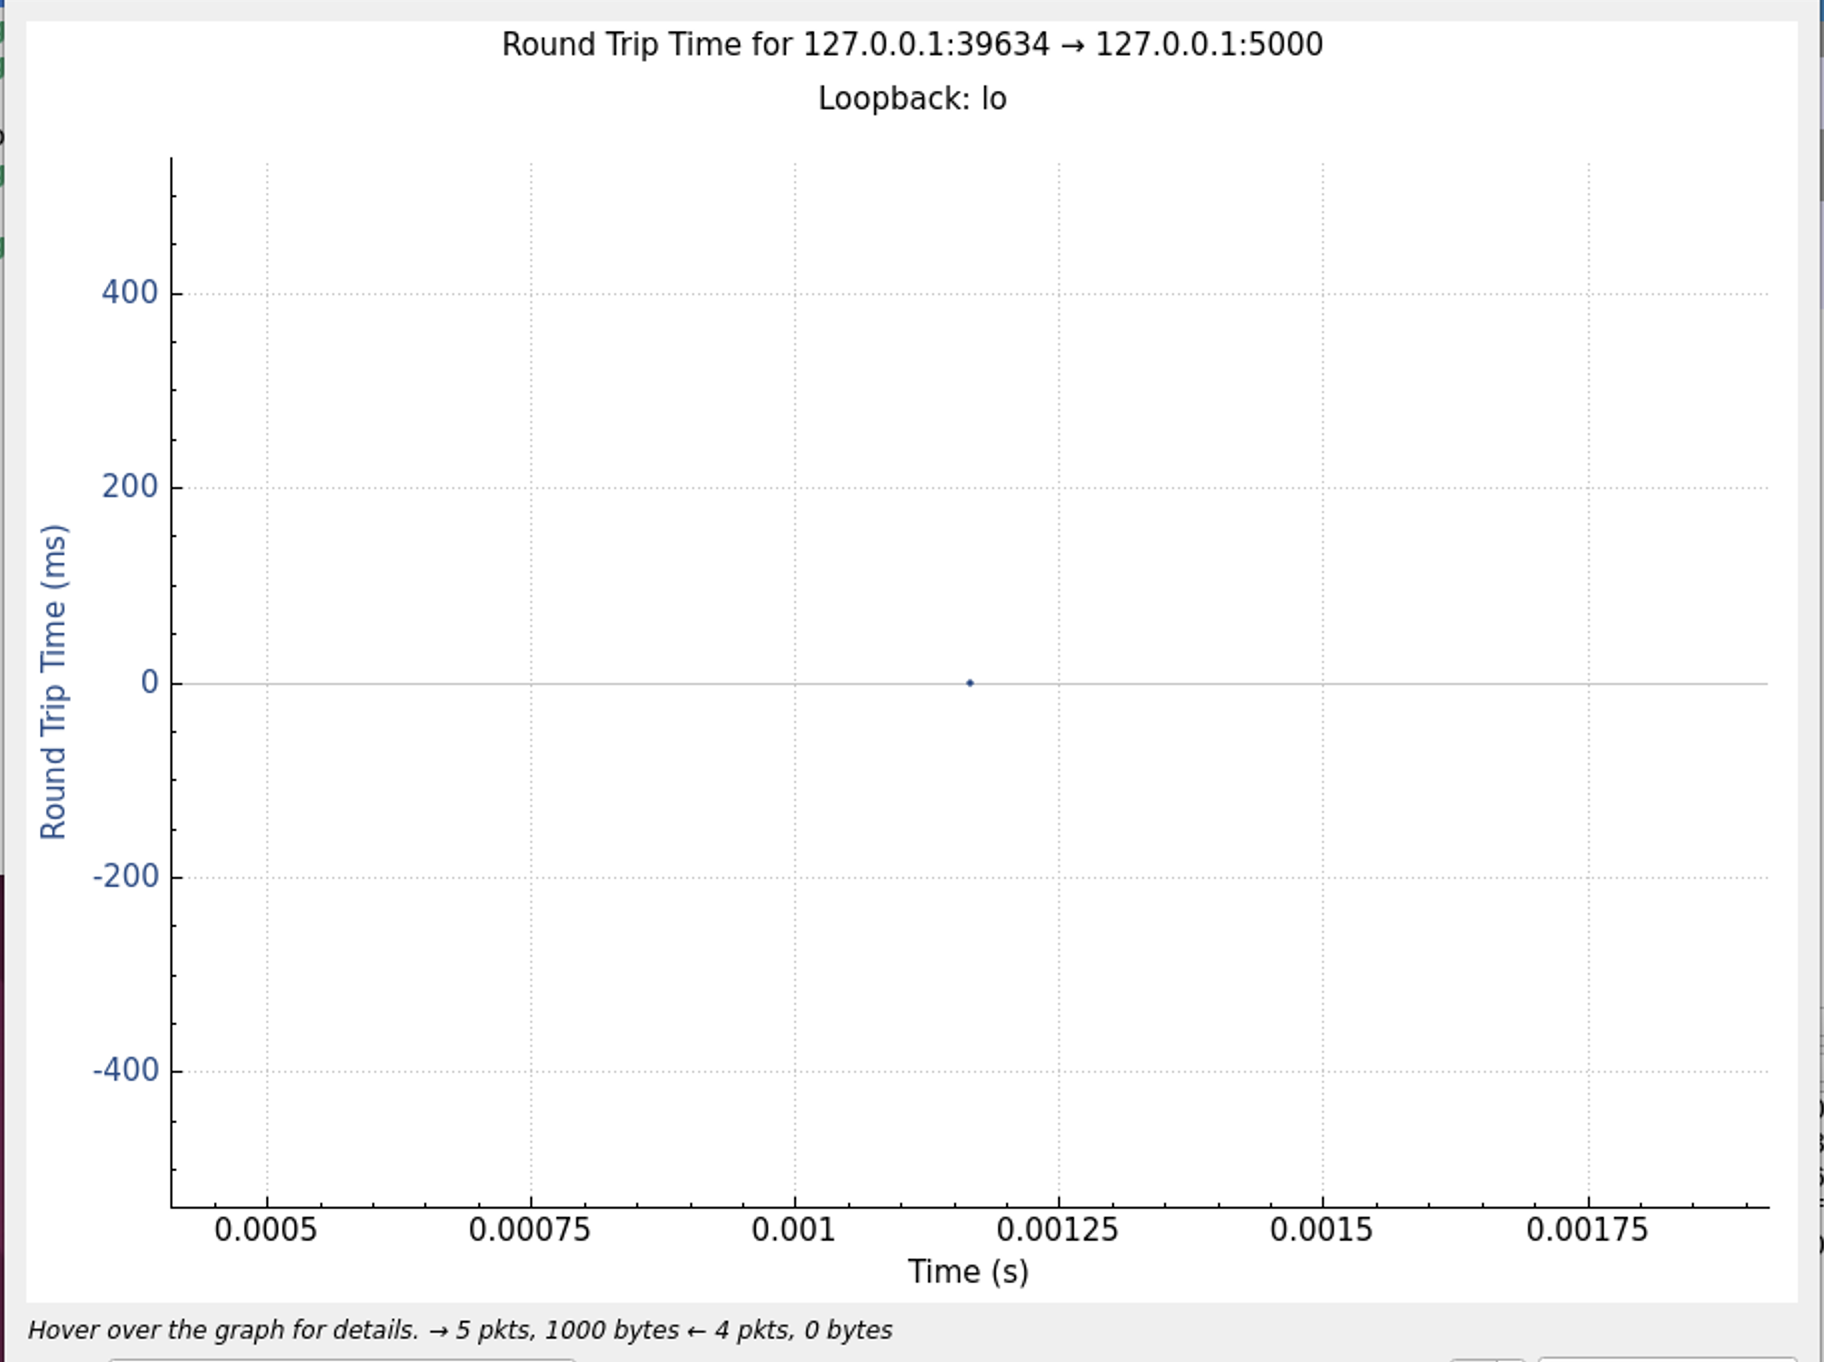 Round Trip Time for 127.0.0.1:39634 → 127.0.0.1:5000
Loopback: lo
Round Trip Time (ms)
400
200
0
-200
-400
0.0005 0.00075 0.001 0.00125 0.0015 0.00175
Time (s)
Hover over the graph for details. → 5 pkts, 1000 bytes ← 4 pkts, 0 bytes